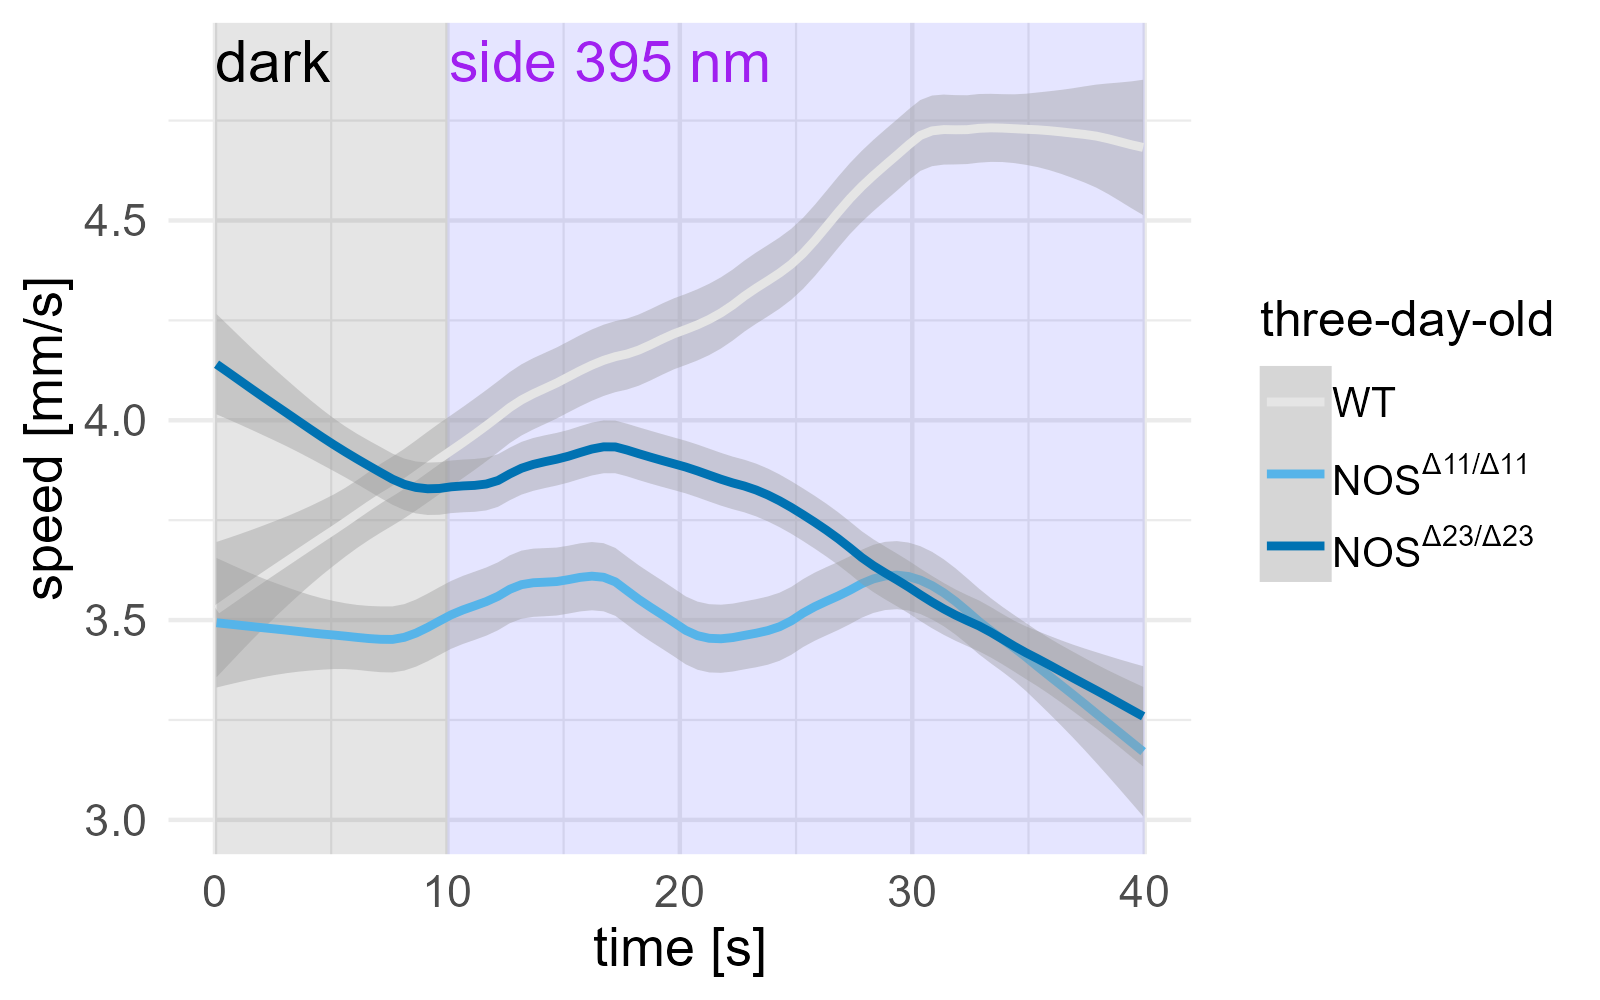 dark
side 395 nm
4.5
4.0
3.5
3.0
speed [mm/s]
0
10
20
30
40
time [s]
three-day-old
WT
NOSΔ11/Δ11
NOSΔ23/Δ23